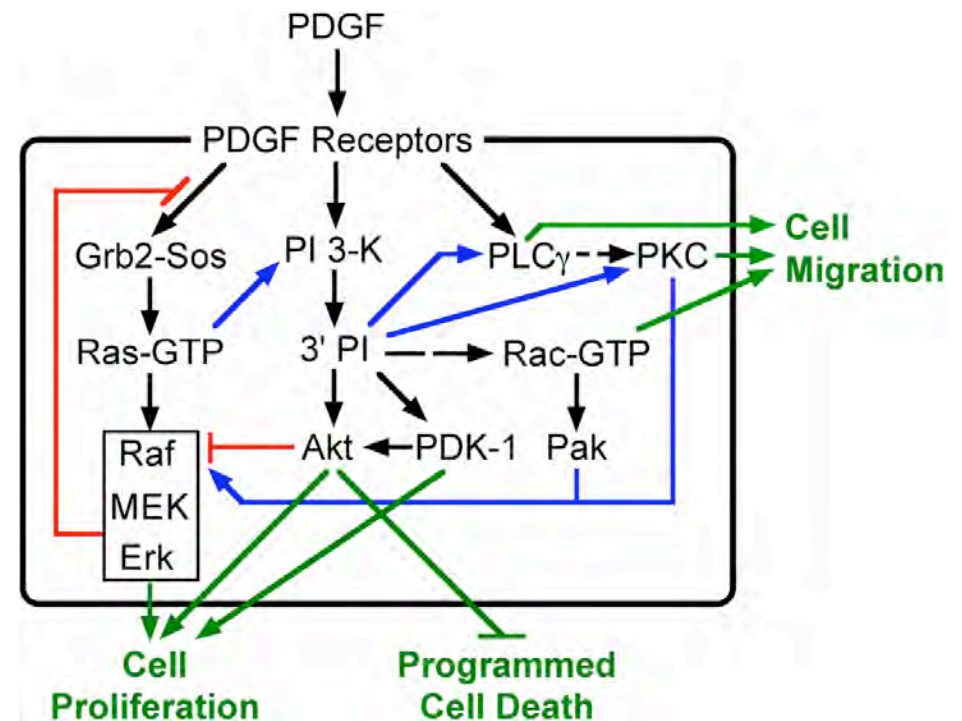 PDGF
PDGF Receptors
Grb2-Sos
PI 3-K
PLCγ
PKC
Cell
Migration
Ras-GTP
3' PI
Rac-GTP
Raf
MEK
Erk
Akt
PDK-1
Pak
Cell
Proliferation
Programmed
Cell Death